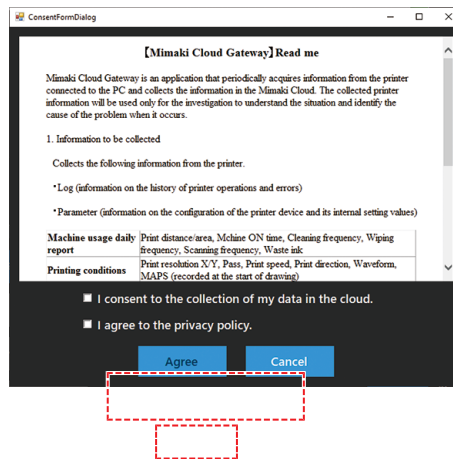 ConsentFormDialog
【Mimaki Cloud Gateway】Read me
Mimaki Cloud Gateway is an application that periodically acquires information from the printer
connected to the PC and collects the information in the Mimaki Cloud. The collected printer
information will be used only for the investigation to understand the situation and identify the
cause of the problem when it occurs.
1. Information to be collected
Collects the following information from the printer.
・Log (information on the history of printer operations and errors)
・Parameter (information on the configuration of the printer device and its internal setting values)
Machine usage daily report
Print distance/area, Mchine ON time, Cleaning frequency, Wiping
frequency, Scanning frequency, Waste ink
Printing conditions
Print resolution X/Y, Pass, Print speed, Print direction, Waveform,
MAPS (recorded at the start of drawing)
I consent to the collection of my data in the cloud.
I agree to the privacy policy.
Agree
Cancel